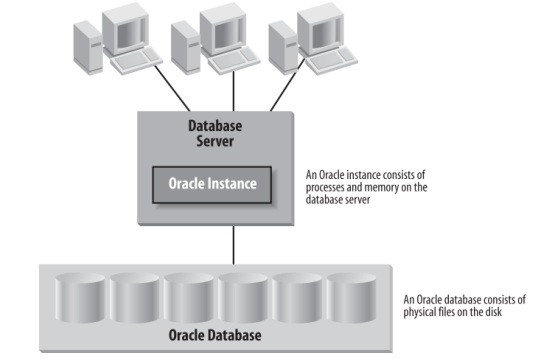 Database
Server
Oracle Instance
An Oracle instance consists of
processes and memory on the
database server
An Oracle database consists of
physical files on the disk
Oracle Database